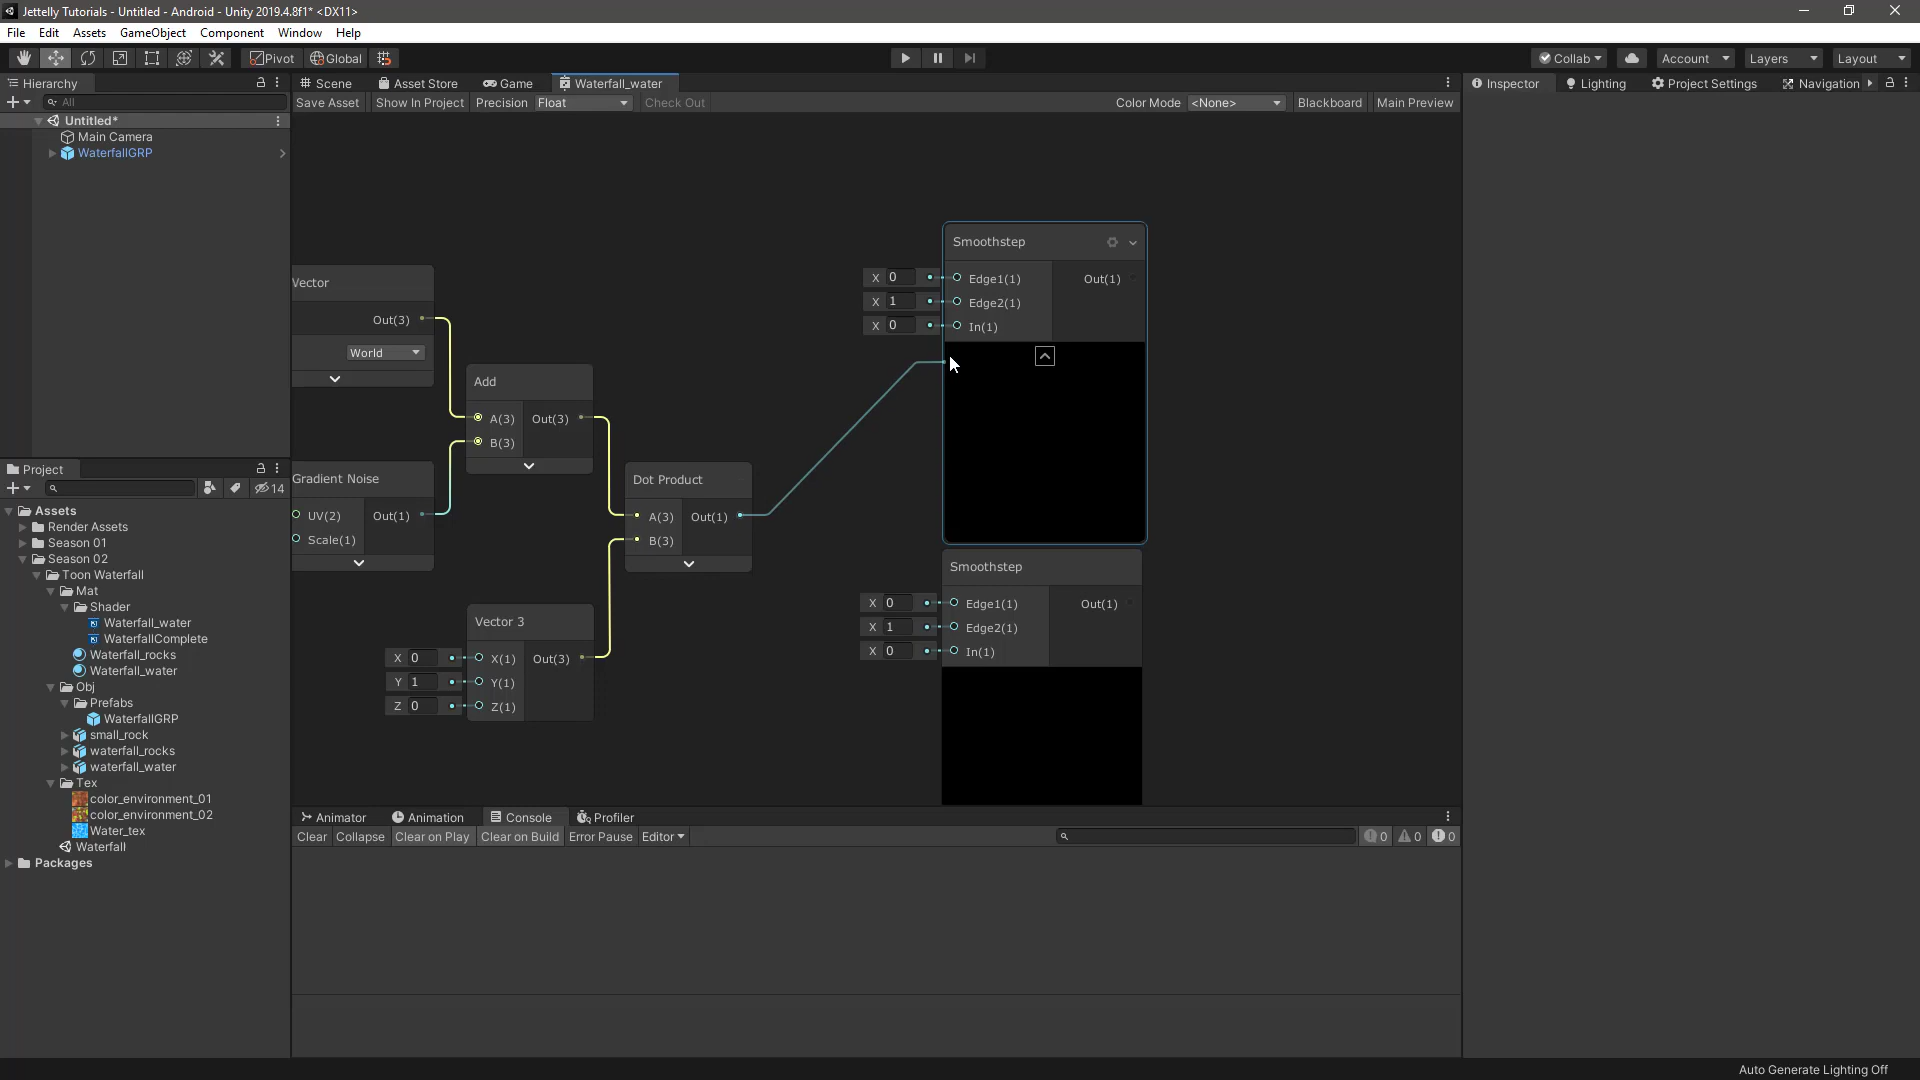 Jettelly Tutorials - Untitled - Android - Unity 2019.4.8f1* <DX11>
File Edit Assets GameObject Component Window Help
Pivot Global Collab Account Layers Layout
Hierarchy Scene Asset Store Game Waterfall_water Inspector Lighting Project Settings Navigation
All Save Asset Show In Project Precision Float Check Out Color Mode <None> Blackboard Main Preview
Untitled*
Main Camera
WaterfallGRP
Vector
Out(3)
World
Gradient Noise
UV(2) Out(1)
Scale(1)
Add
A(3) Out(3)
B(3)
Vector 3
X 0 X(1) Out(3)
Y 1 Y(1)
Z 0 Z(1)
Dot Product
A(3) Out(1)
B(3)
Smoothstep
X 0 Edge1(1) Out(1)
X 1 Edge2(1)
X 0 In(1)
Smoothstep
X 0 Edge1(1) Out(1)
X 1 Edge2(1)
X 0 In(1)
Project
14
Assets
Render Assets
Season 01
Season 02
Toon Waterfall
Mat
Shader
Waterfall_water
WaterfallComplete
Waterfall_rocks
Waterfall_water
Obj
Prefabs
WaterfallGRP
small_rock
waterfall_rocks
waterfall_water
Tex
color_environment_01
color_environment_02
Water_tex
Waterfall
Packages
Animator Animation Console Profiler
Clear Collapse Clear on Play Clear on Build Error Pause Editor 0 0 0
Auto Generate Lighting Off